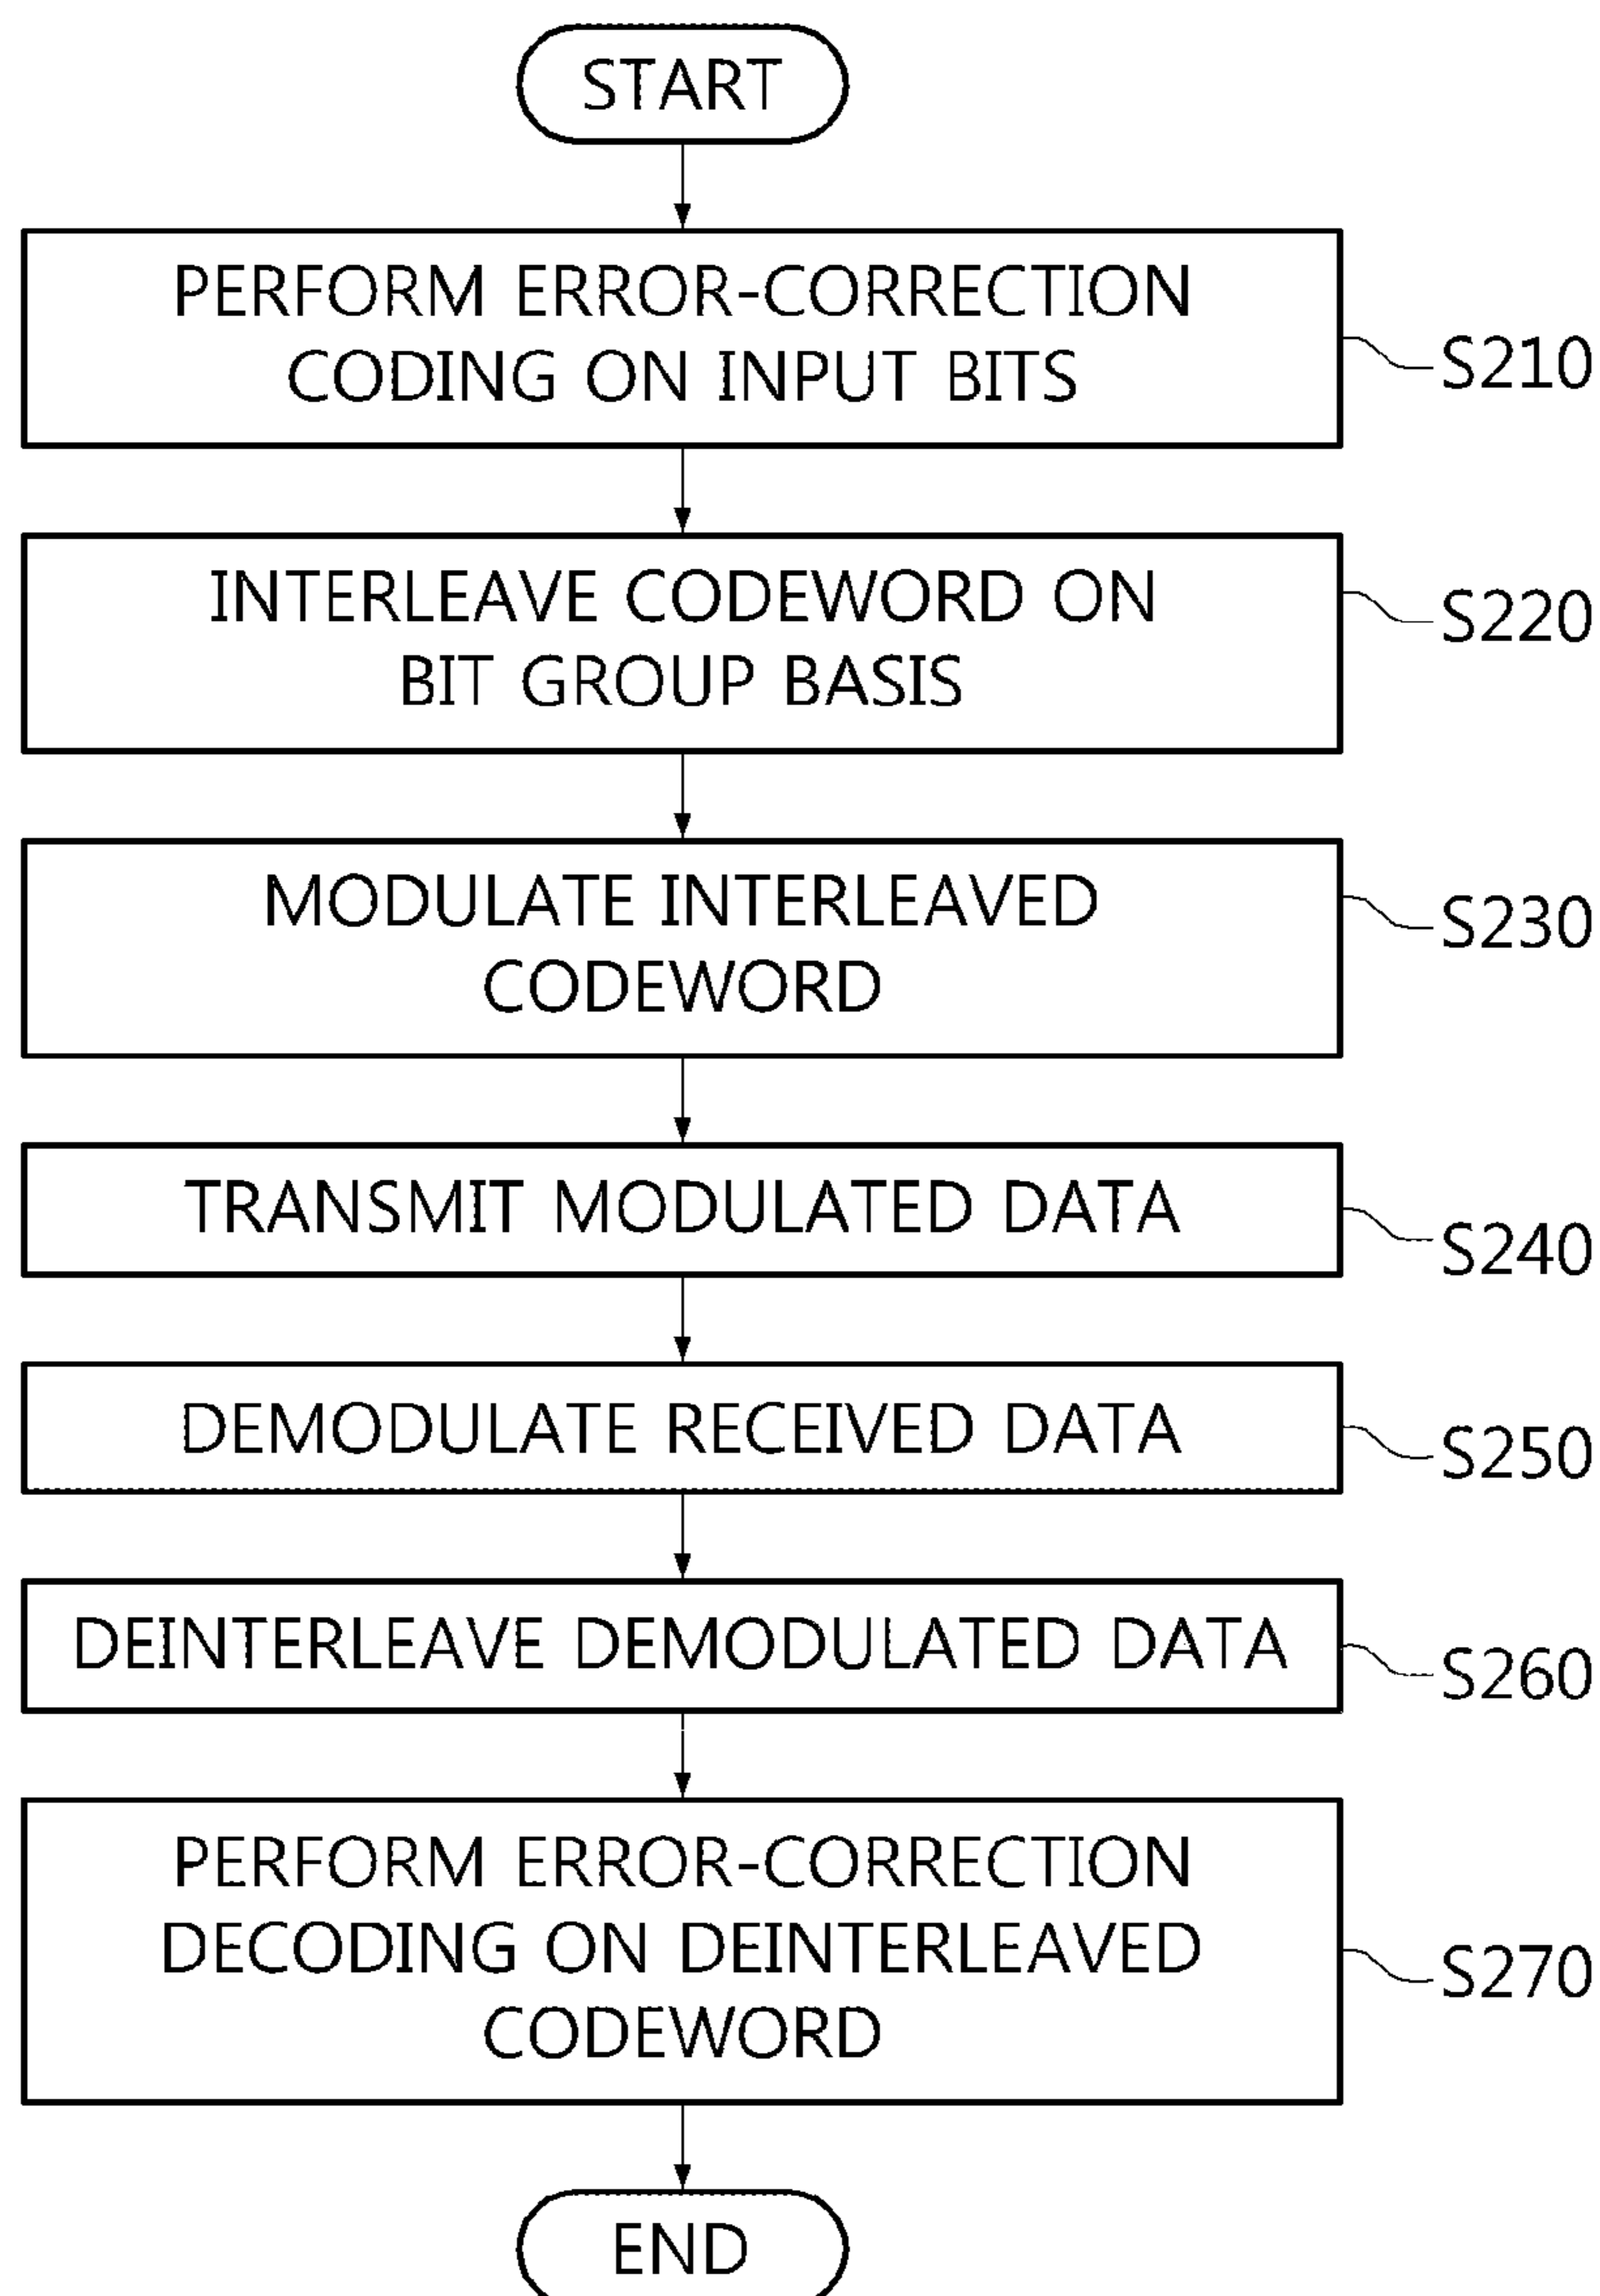 START
PERFORM ERROR-CORRECTION
CODING ON INPUT BITS
S210
INTERLEAVE CODEWORD ON
BIT GROUP BASIS
S220
MODULATE INTERLEAVED
CODEWORD
S230
TRANSMIT MODULATED DATA
S240
DEMODULATE RECEIVED DATA
S250
DEINTERLEAVE DEMODULATED DATA
S260
PERFORM ERROR-CORRECTION
DECODING ON DEINTERLEAVED
CODEWORD
S270
END